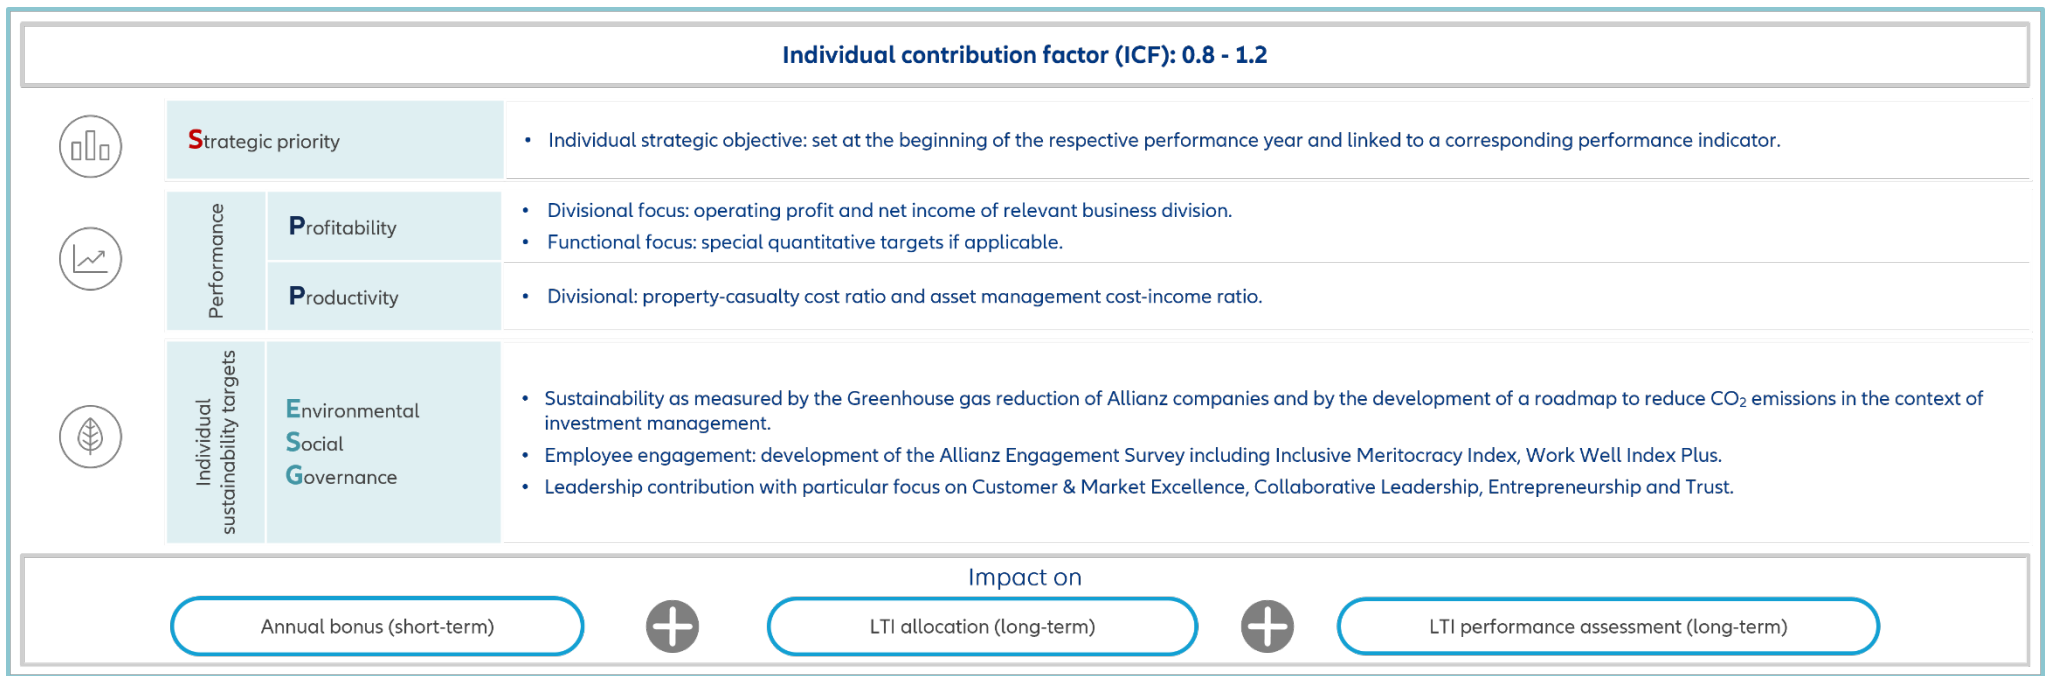 Individual contribution factor (ICF): 0.8 - 1.2
Strategic priority
• Individual strategic objective: set at the beginning of the respective performance year and linked to a corresponding performance indicator.
Performance
Profitability
• Divisional focus: operating profit and net income of relevant business division.
• Functional focus: special quantitative targets if applicable.
Productivity
• Divisional: property-casualty cost ratio and asset management cost-income ratio.
Individual
sustainability targets
Environmental
Social
Governance
• Sustainability as measured by the Greenhouse gas reduction of Allianz companies and by the development of a roadmap to reduce CO₂ emissions in the context of
investment management.
• Employee engagement: development of the Allianz Engagement Survey including Inclusive Meritocracy Index, Work Well Index Plus.
• Leadership contribution with particular focus on Customer & Market Excellence, Collaborative Leadership, Entrepreneurship and Trust.
Impact on
Annual bonus (short-term)
LTI allocation (long-term)
LTI performance assessment (long-term)